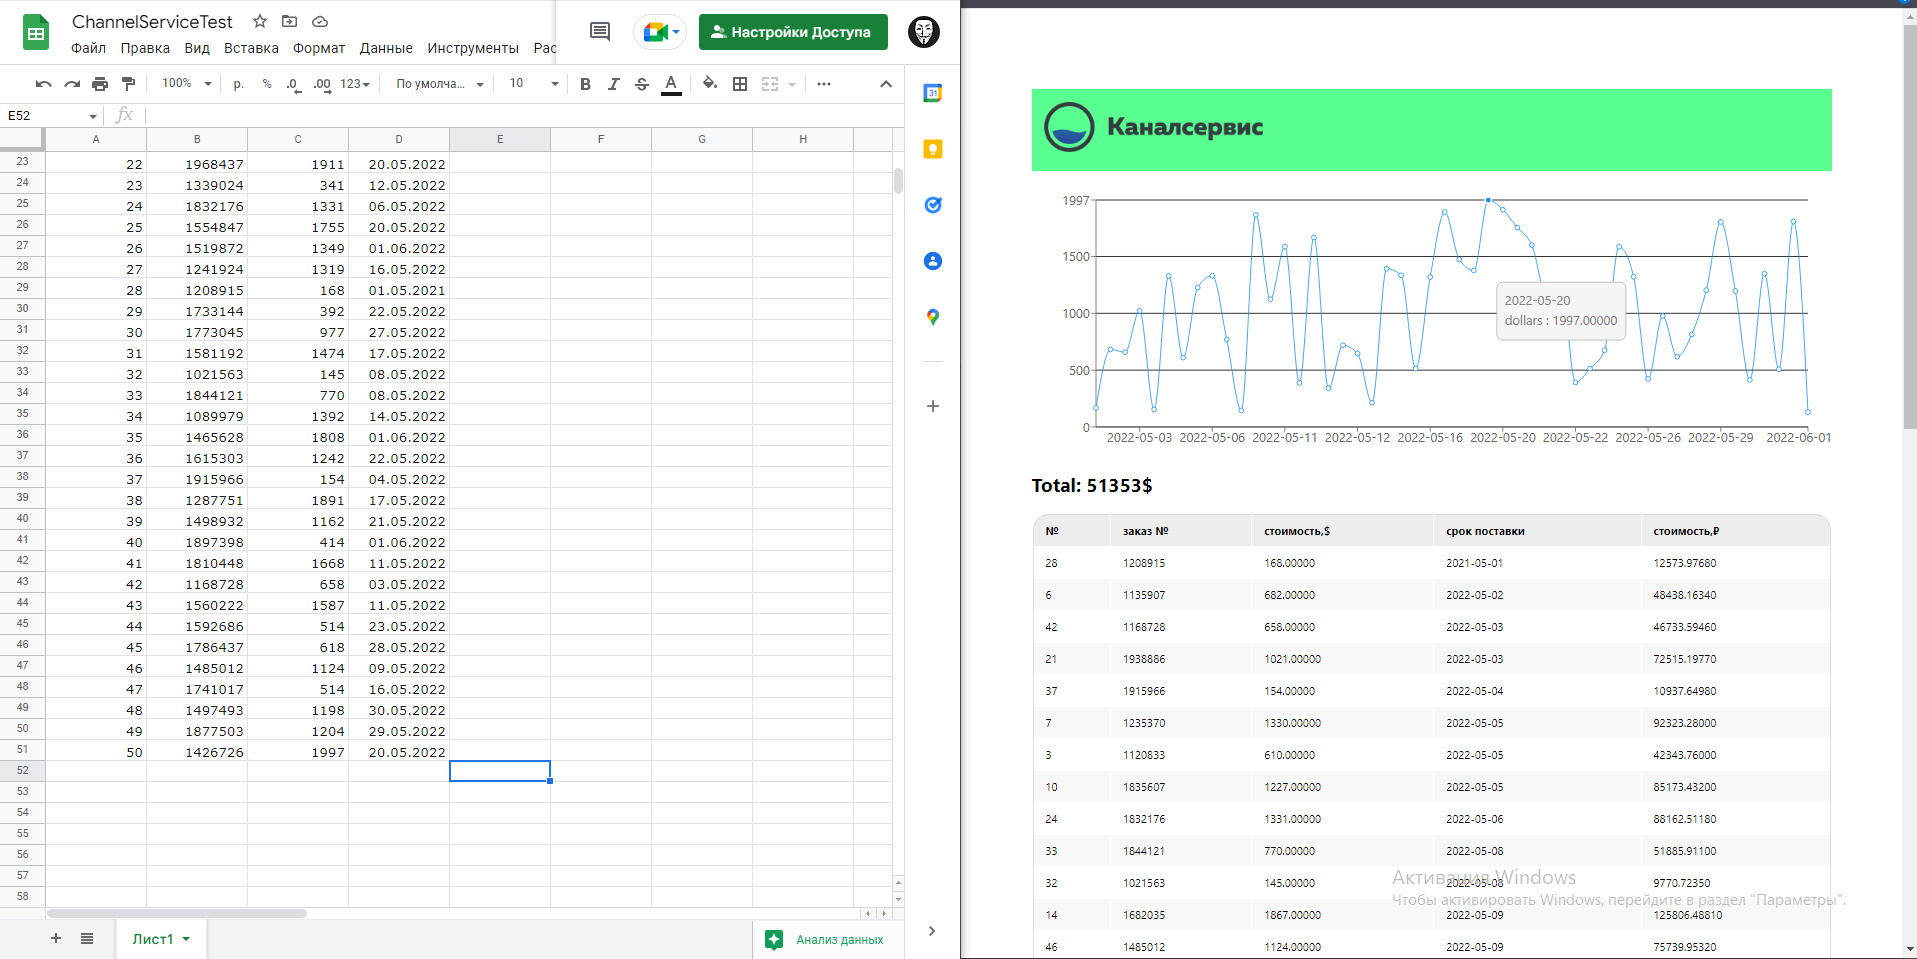 ChannelServiceTest
Файл Правка Вид Вставка Формат Данные Инструменты Рас
Настройки Доступа
100% р. % .0 .00 123 По умолча... 10 B I S A
E52 fx
A B C D E F G H
23 22 1968437 1911 20.05.2022
24 23 1339024 341 12.05.2022
25 24 1832176 1331 06.05.2022
26 25 1554847 1755 20.05.2022
27 26 1519872 1349 01.06.2022
28 27 1241924 1319 16.05.2022
29 28 1208915 168 01.05.2021
30 29 1733144 392 22.05.2022
31 30 1773045 977 27.05.2022
32 31 1581192 1474 17.05.2022
33 32 1021563 145 08.05.2022
34 33 1844121 770 08.05.2022
35 34 1089979 1392 14.05.2022
36 35 1465628 1808 01.06.2022
37 36 1615303 1242 22.05.2022
38 37 1915966 154 04.05.2022
39 38 1287751 1891 17.05.2022
40 39 1498932 1162 21.05.2022
41 40 1897398 414 01.06.2022
42 41 1810448 1668 11.05.2022
43 42 1168728 658 03.05.2022
44 43 1560222 1587 11.05.2022
45 44 1592686 514 23.05.2022
46 45 1786437 618 28.05.2022
47 46 1485012 1124 09.05.2022
48 47 1741017 514 16.05.2022
49 48 1497493 1198 30.05.2022
50 49 1877503 1204 29.05.2022
51 50 1426726 1997 20.05.2022
52
53
54
55
56
57
58
Лист1
Анализ данных
31
Каналсервис
1997
1500
1000
500
0
2022-05-20
dollars : 1997.00000
2022-05-03 2022-05-06 2022-05-11 2022-05-12 2022-05-16 2022-05-20 2022-05-22 2022-05-26 2022-05-29 2022-06-01
Total: 51353$
№ заказ № стоимость,$ срок поставки стоимость,₽
28 1208915 168.00000 2021-05-01 12573.97680
6 1135907 682.00000 2022-05-02 48438.16340
42 1168728 658.00000 2022-05-03 46733.59460
21 1938886 1021.00000 2022-05-03 72515.19770
37 1915966 154.00000 2022-05-04 10937.64980
7 1235370 1330.00000 2022-05-05 92323.28000
3 1120833 610.00000 2022-05-05 42343.76000
10 1835607 1227.00000 2022-05-05 85173.43200
24 1832176 1331.00000 2022-05-06 88162.51180
33 1844121 770.00000 2022-05-08 51885.91100
32 1021563 145.00000 2022-05-08 9770.72350
14 1682035 1867.00000 2022-05-09 125806.48810
46 1485012 1124.00000 2022-05-09 75739.95320
Активация Windows
Чтобы активировать Windows, перейдите в раздел "Параметры".